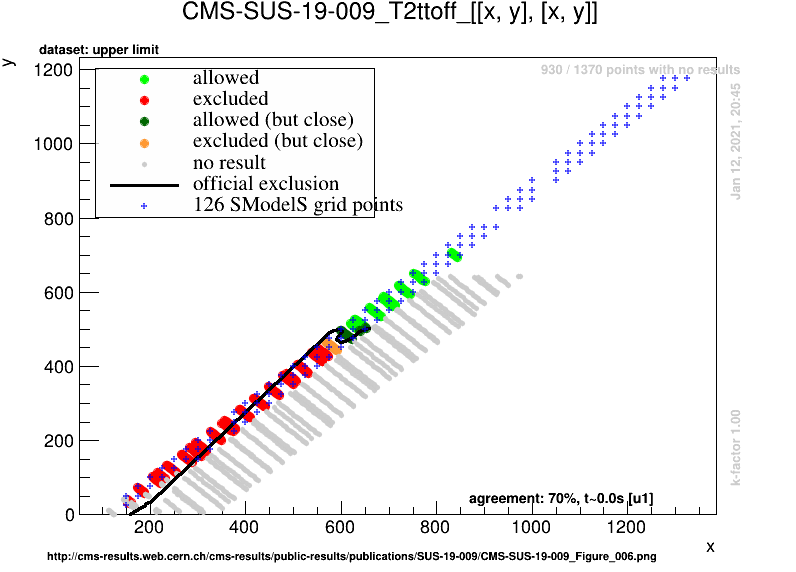 CMS-SUS-19-009_T2ttoff_[[x, y], [x, y]]
dataset: upper limit
y
930 / 1370 points with no results
allowed
excluded
allowed (but close)
excluded (but close)
no result
official exclusion
126 SModelS grid points
Jan 12, 2021, 20:45
k-factor 1.00
1200
1000
800
600
400
200
0
agreement: 70%, t~0.0s [u1]
200 400 600 800 1000 1200
x
http://cms-results.web.cern.ch/cms-results/public-results/publications/SUS-19-009/CMS-SUS-19-009_Figure_006.png